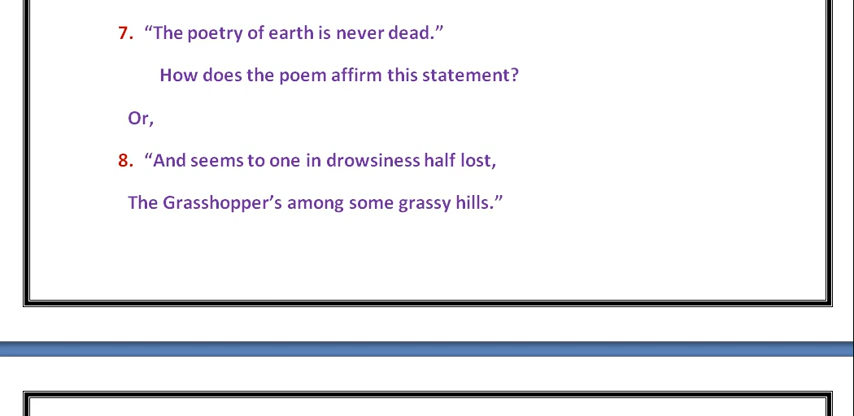 7. “The poetry of earth is never dead.”
How does the poem affirm this statement?
Or,
8. “And seems to one in drowsiness half lost,
The Grasshopper’s among some grassy hills.”